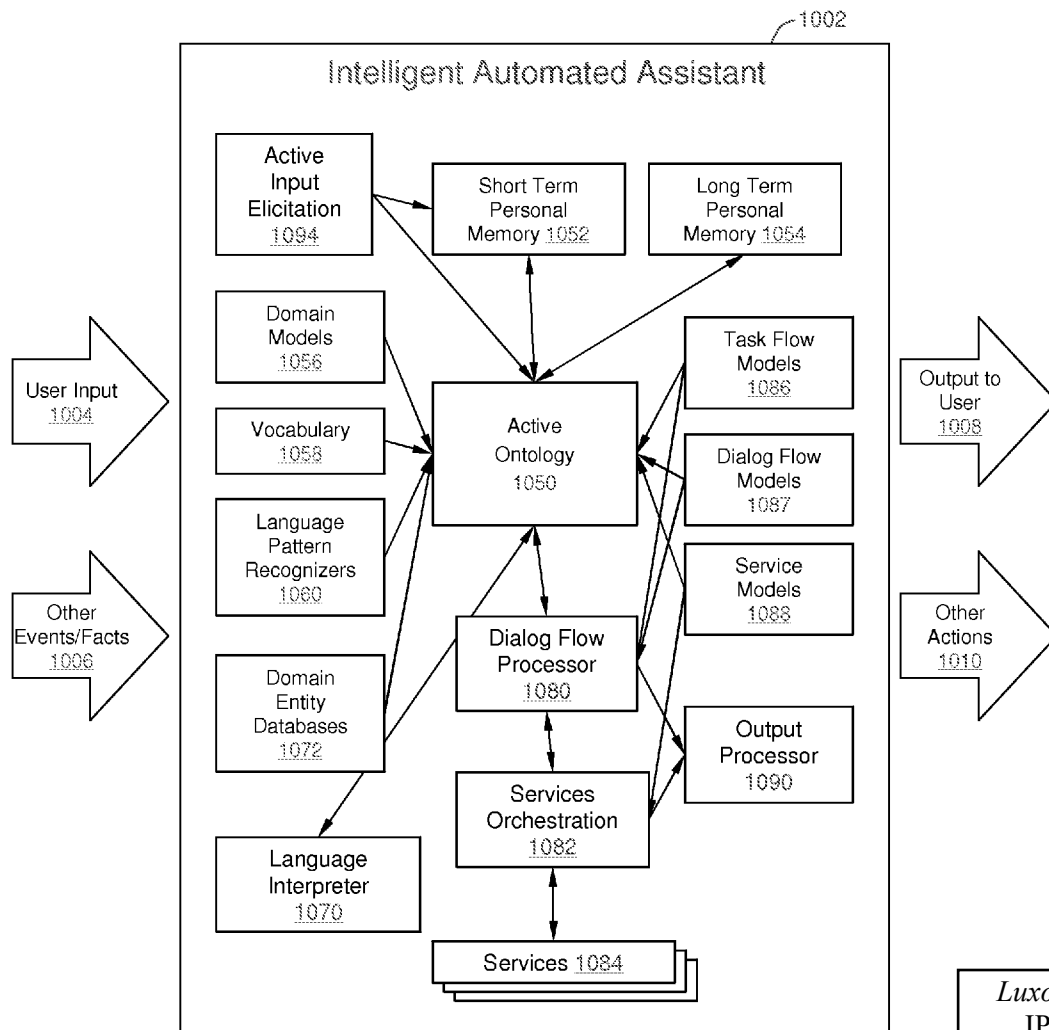 1002
Intelligent Automated Assistant
Active
Input
Elicitation
1094
Short Term
Personal
Memory 1052
Long Term
Personal
Memory 1054
Domain
Models
1056
Task Flow
Models
1086
User Input
1004
Active
Ontology
1050
Output to
User
1008
Vocabulary
1058
Dialog Flow
Models
1087
Language
Pattern
Recognizers
1060
Service
Models
1088
Other
Events/Facts
1006
Other
Actions
1010
Dialog Flow
Processor
1080
Domain
Entity
Databases
1072
Output
Processor
1090
Services
Orchestration
1082
Language
Interpreter
1070
Services 1084